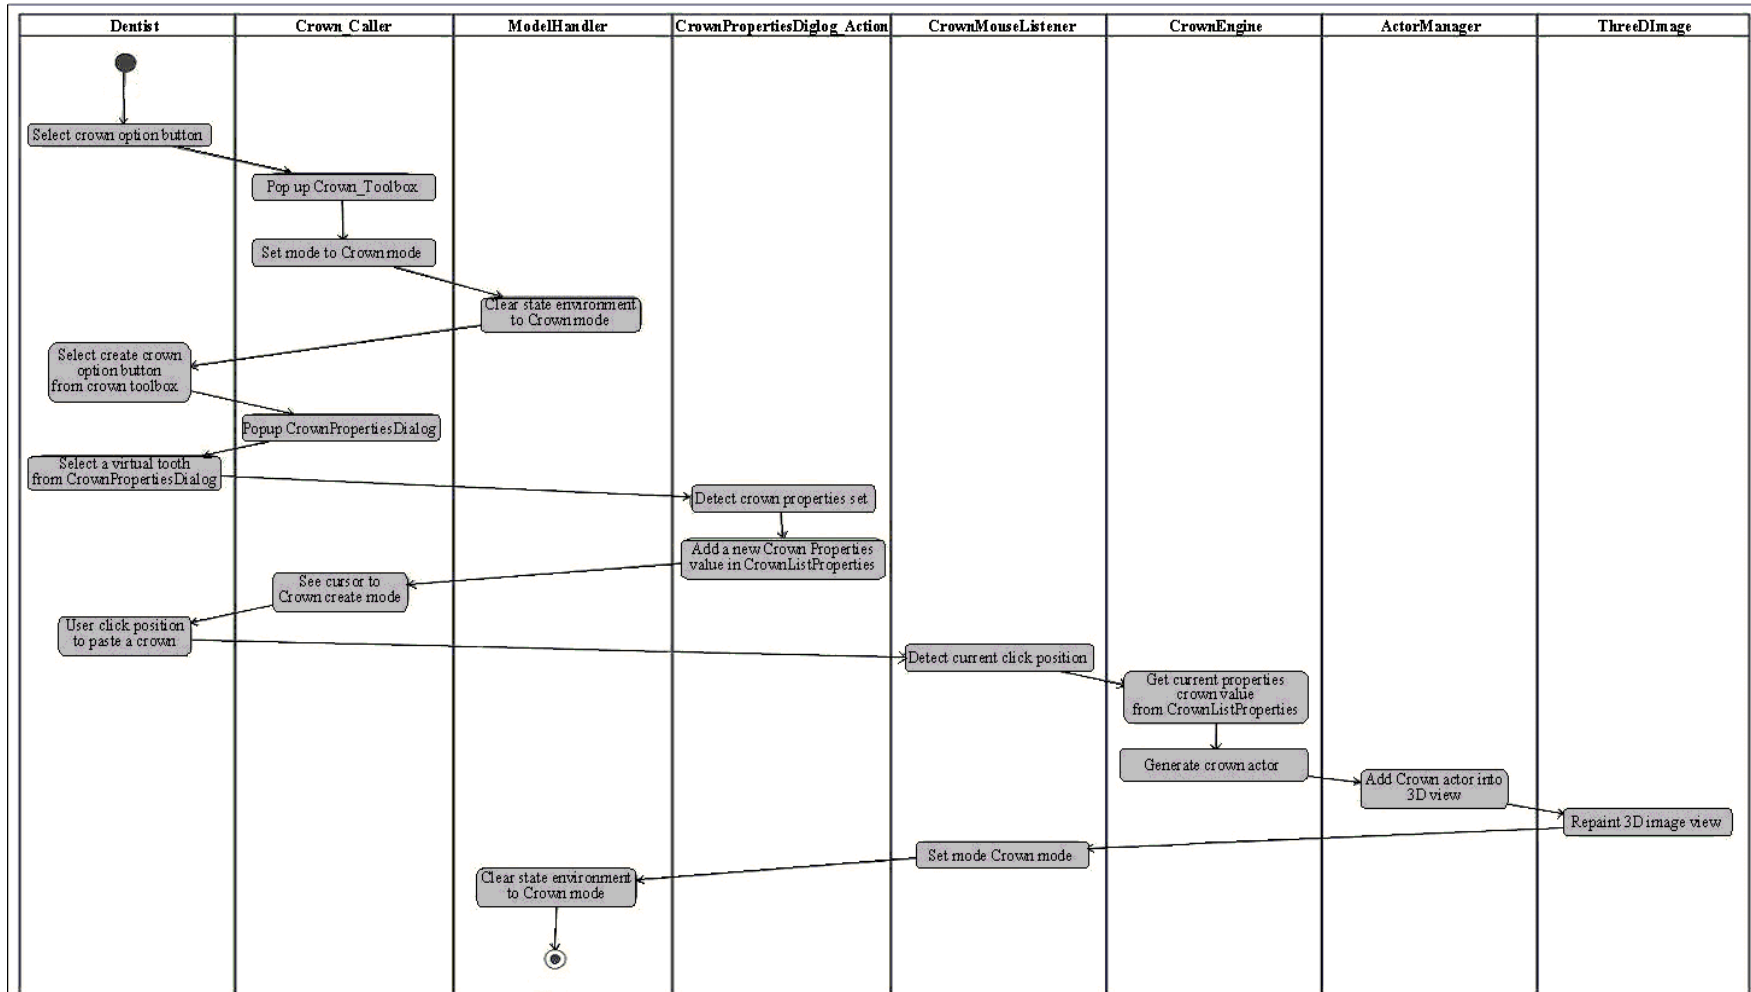 Dentist
Crown_Caller
ModelHandler
CrownPropertiesDiglog_Action
CrownMouseListener
CrownEngine
ActorManager
ThreeDImage
Select crown option button
Pop up Crown_Toolbox
Set mode to Crown mode
Clear state environment
to Crown mode
Select create crown
option button
from crown toolbox
Popup CrownPropertiesDialog
Select a virtual tooth
from CrownPropertiesDialog
Detect crown properties set
Add a new Crown Properties
value in CrownListProperties
See cursor to
Crown create mode
User click position
to paste a crown
Detect current click position
Get current properties
crown value
from CrownListProperties
Generate crown actor
Add Crown actor into
3D view
Repaint 3D image view
Set mode Crown mode
Clear state environment
to Crown mode